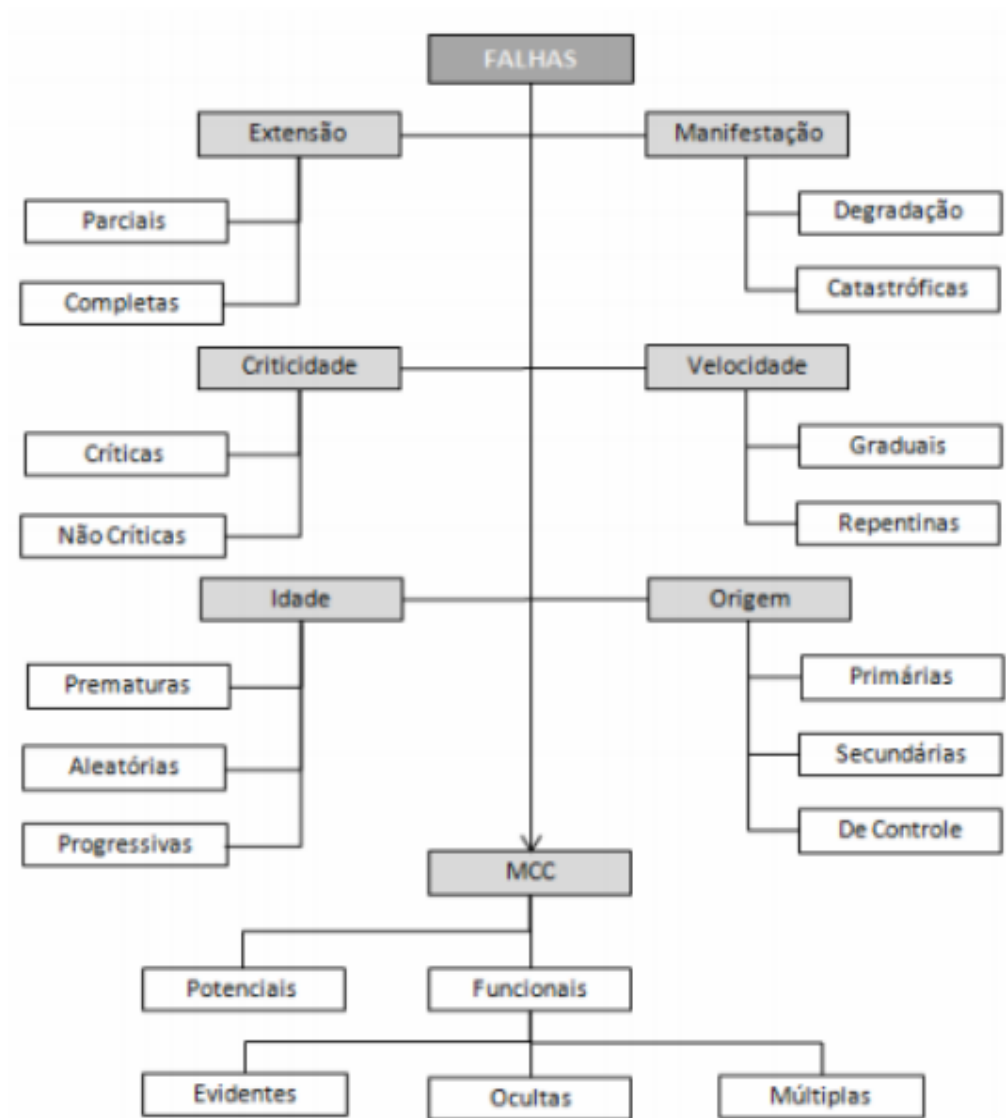 FALHAS
Extensão
Manifestação
Parciais
Degradação
Completas
Catastróficas
Criticidade
Velocidade
Críticas
Graduais
Não Críticas
Repentinas
Idade
Origem
Prematuras
Primárias
Aleatórias
Secundárias
Progressivas
De Controle
MCC
Potenciais
Funcionais
Evidentes
Ocultas
Múltiplas